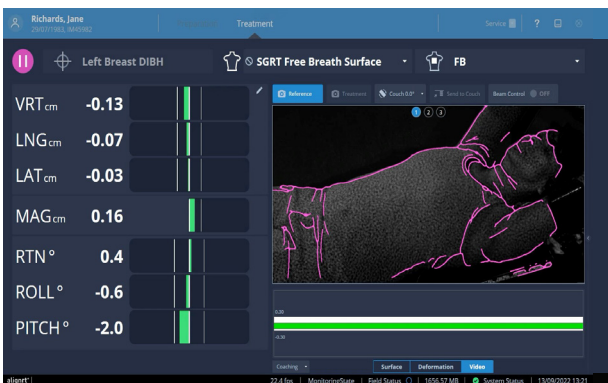 Richards, Jane
29/07/1983, IM45982
Treatment
Service
?
Left Breast DIBH
SGRT Free Breath Surface
FB
VRT cm -0.13
LNG cm -0.07
LAT cm -0.03
MAG cm 0.16
RTN ° 0.4
ROLL ° -0.6
PITCH ° -2.0
Reference
Treatment
Couch 0.0°
Send to Couch
Beam Control
OFF
1 2 3
0.30
-0.30
Coaching
Surface
Deformation
Video
alignrt
22.4 fps | MonitoringState | Field Status | 1656.57 MB | System Status | 13/09/2022 13:21